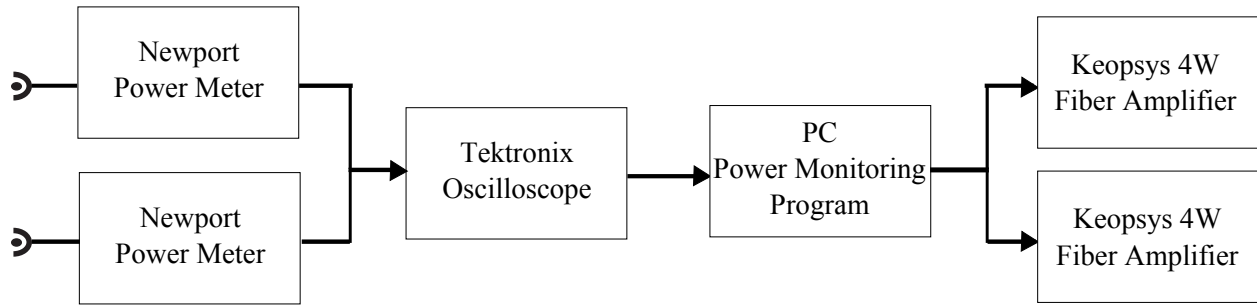 Newport
Power Meter
Newport
Power Meter
Tektronix
Oscilloscope
PC
Power Monitoring
Program
Keopsys 4W
Fiber Amplifier
Keopsys 4W
Fiber Amplifier